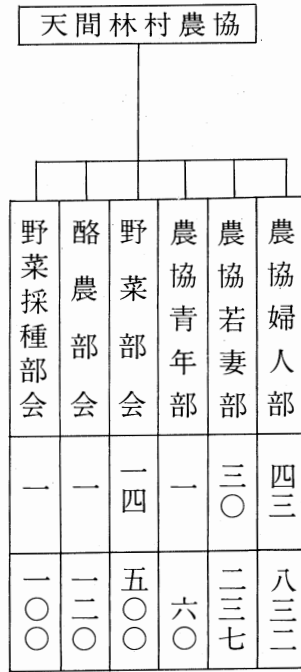 天間林村農協
農協婦人部 四三 八三二
農協若妻部 三〇 二三七
農協青年部 一 六〇
野菜部会 一四 五〇〇
酪農部会 一 一二〇
野菜採種部会 一 一〇〇